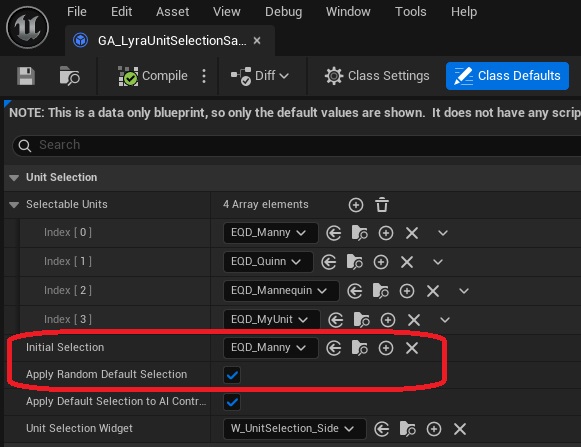 File Edit Asset View Debug Window Tools Help
GA_LyraUnitSelectionSa...
Compile Diff Class Settings Class Defaults
NOTE: This is a data only blueprint, so only the default values are shown. It does not have any scrip
Search
Unit Selection
Selectable Units 4 Array elements
Index [ 0 ] EQD_Manny
Index [ 1 ] EQD_Quinn
Index [ 2 ] EQD_Mannequin
Index [ 3 ] EQD_MyUnit
Initial Selection EQD_Manny
Apply Random Default Selection
Apply Default Selection to AI Contr...
Unit Selection Widget W_UnitSelection_Side